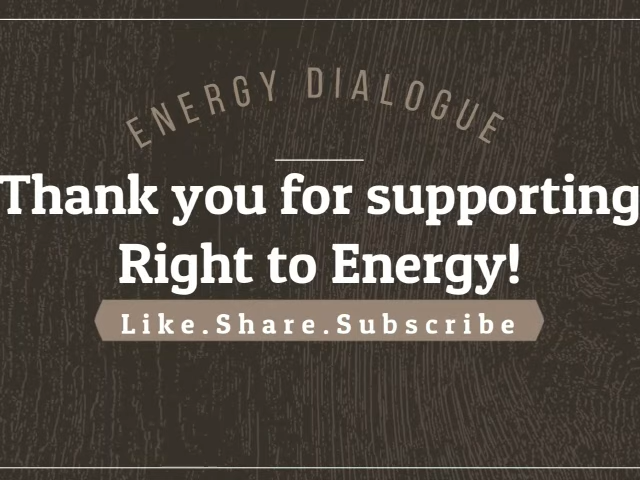 ENERGY DIALOGUE
Thank you for supporting
Right to Energy!
Like.Share.Subscribe